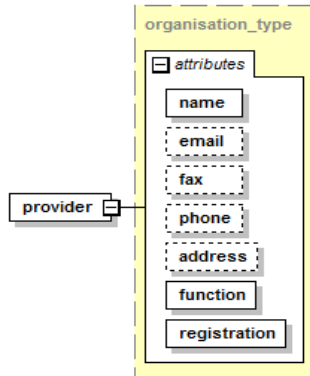 organisation_type
attributes
name
email
fax
phone
address
function
registration
provider